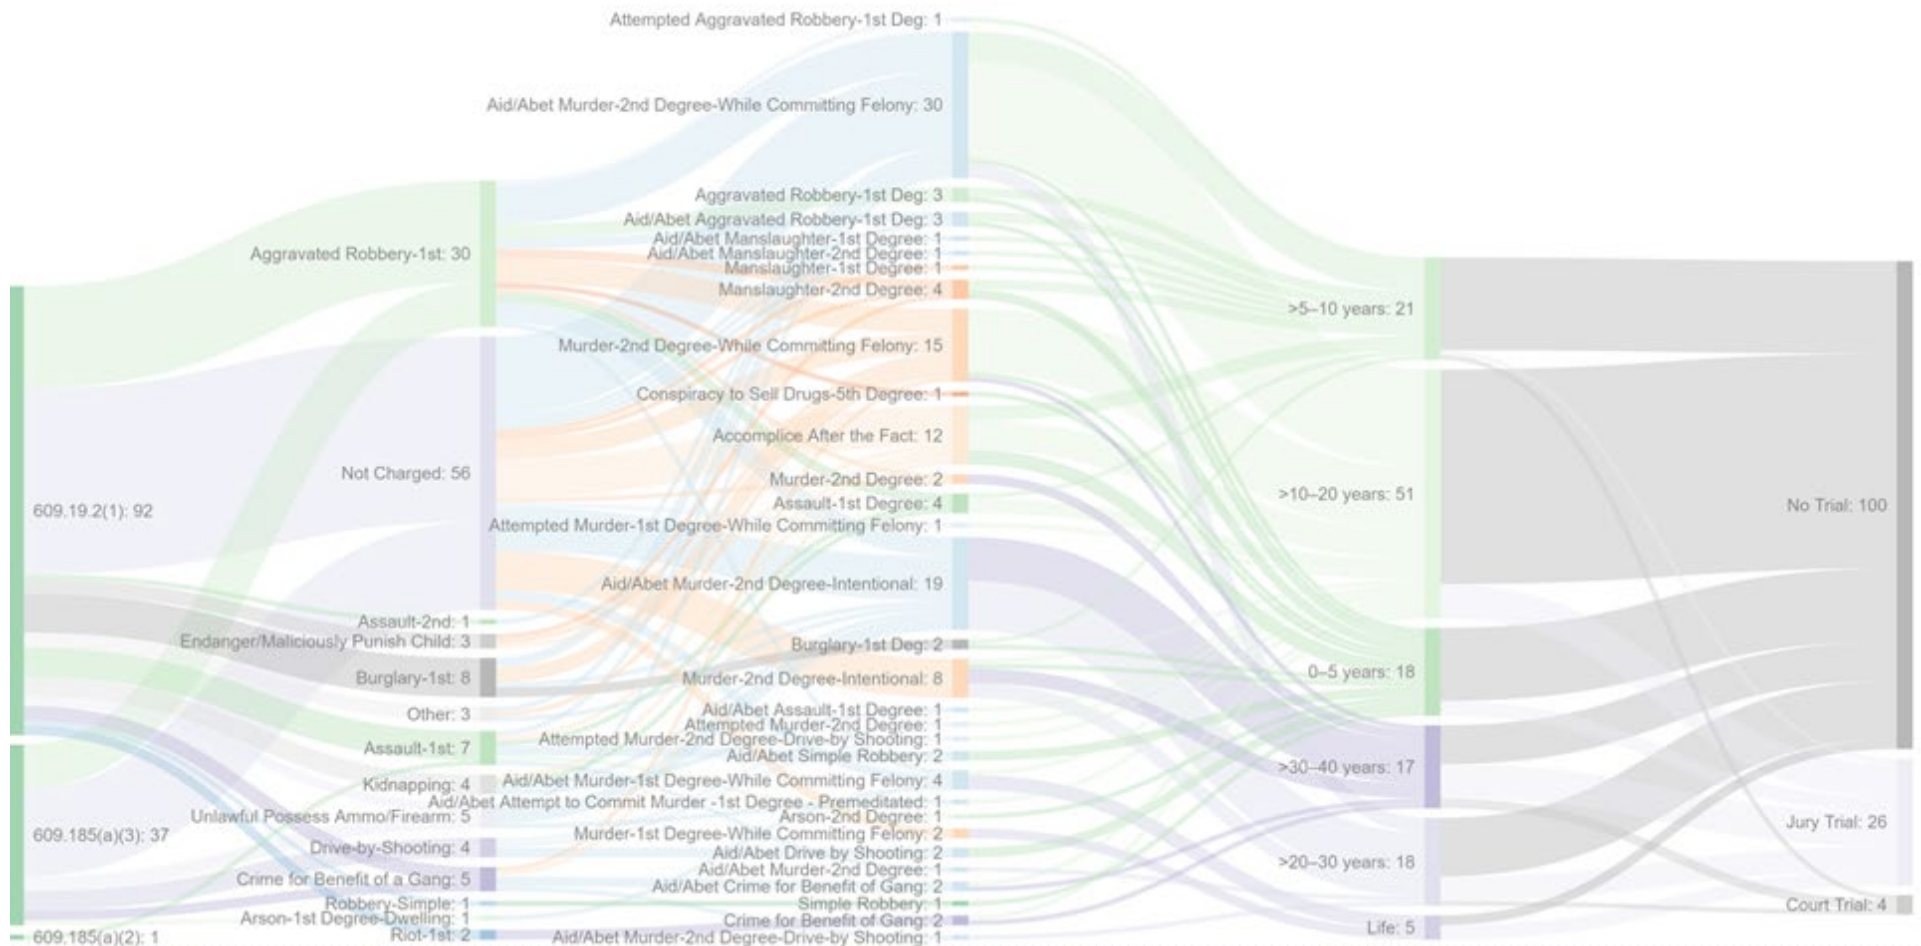 609.19.2(1): 92
609.185(a)(3): 37
609.185(a)(2): 1
Aggravated Robbery-1st: 30
Not Charged: 56
Assault-2nd: 1
Endanger/Maliciously Punish Child: 3
Burglary-1st: 8
Other: 3
Assault-1st: 7
Kidnapping: 4
Unlawful Possess Ammo/Firearm: 5
Drive-by-Shooting: 4
Crime for Benefit of a Gang: 5
Robbery-Simple: 1
Arson-1st Degree-Dwelling: 1
Riot-1st: 2
Attempted Aggravated Robbery-1st Deg: 1
Aid/Abet Murder-2nd Degree-While Committing Felony: 30
Aggravated Robbery-1st Deg: 3
Aid/Abet Aggravated Robbery-1st Deg: 3
Aid/Abet Manslaughter-1st Degree: 1
Aid/Abet Manslaughter-2nd Degree: 1
Manslaughter-1st Degree: 1
Manslaughter-2nd Degree: 4
Murder-2nd Degree-While Committing Felony: 15
Conspiracy to Sell Drugs-5th Degree: 1
Accomplice After the Fact: 12
Murder-2nd Degree: 2
Assault-1st Degree: 4
Attempted Murder-1st Degree-While Committing Felony: 1
Aid/Abet Murder-2nd Degree-Intentional: 19
Burglary-1st Deg: 2
Murder-2nd Degree-Intentional: 8
Aid/Abet Assault-1st Degree: 1
Attempted Murder-2nd Degree: 1
Attempted Murder-2nd Degree-Drive-by Shooting: 1
Aid/Abet Simple Robbery: 2
Aid/Abet Murder-1st Degree-While Committing Felony: 4
Aid/Abet Attempt to Commit Murder -1st Degree - Premeditated: 1
Arson-2nd Degree: 1
Murder-1st Degree-While Committing Felony: 2
Aid/Abet Drive by Shooting: 2
Aid/Abet Murder-2nd Degree: 1
Aid/Abet Crime for Benefit of Gang: 2
Simple Robbery: 1
Crime for Benefit of Gang: 2
Aid/Abet Murder-2nd Degree-Drive-by Shooting: 1
>5–10 years: 21
>10–20 years: 51
0–5 years: 18
>30–40 years: 17
>20–30 years: 18
Life: 5
No Trial: 100
Jury Trial: 26
Court Trial: 4